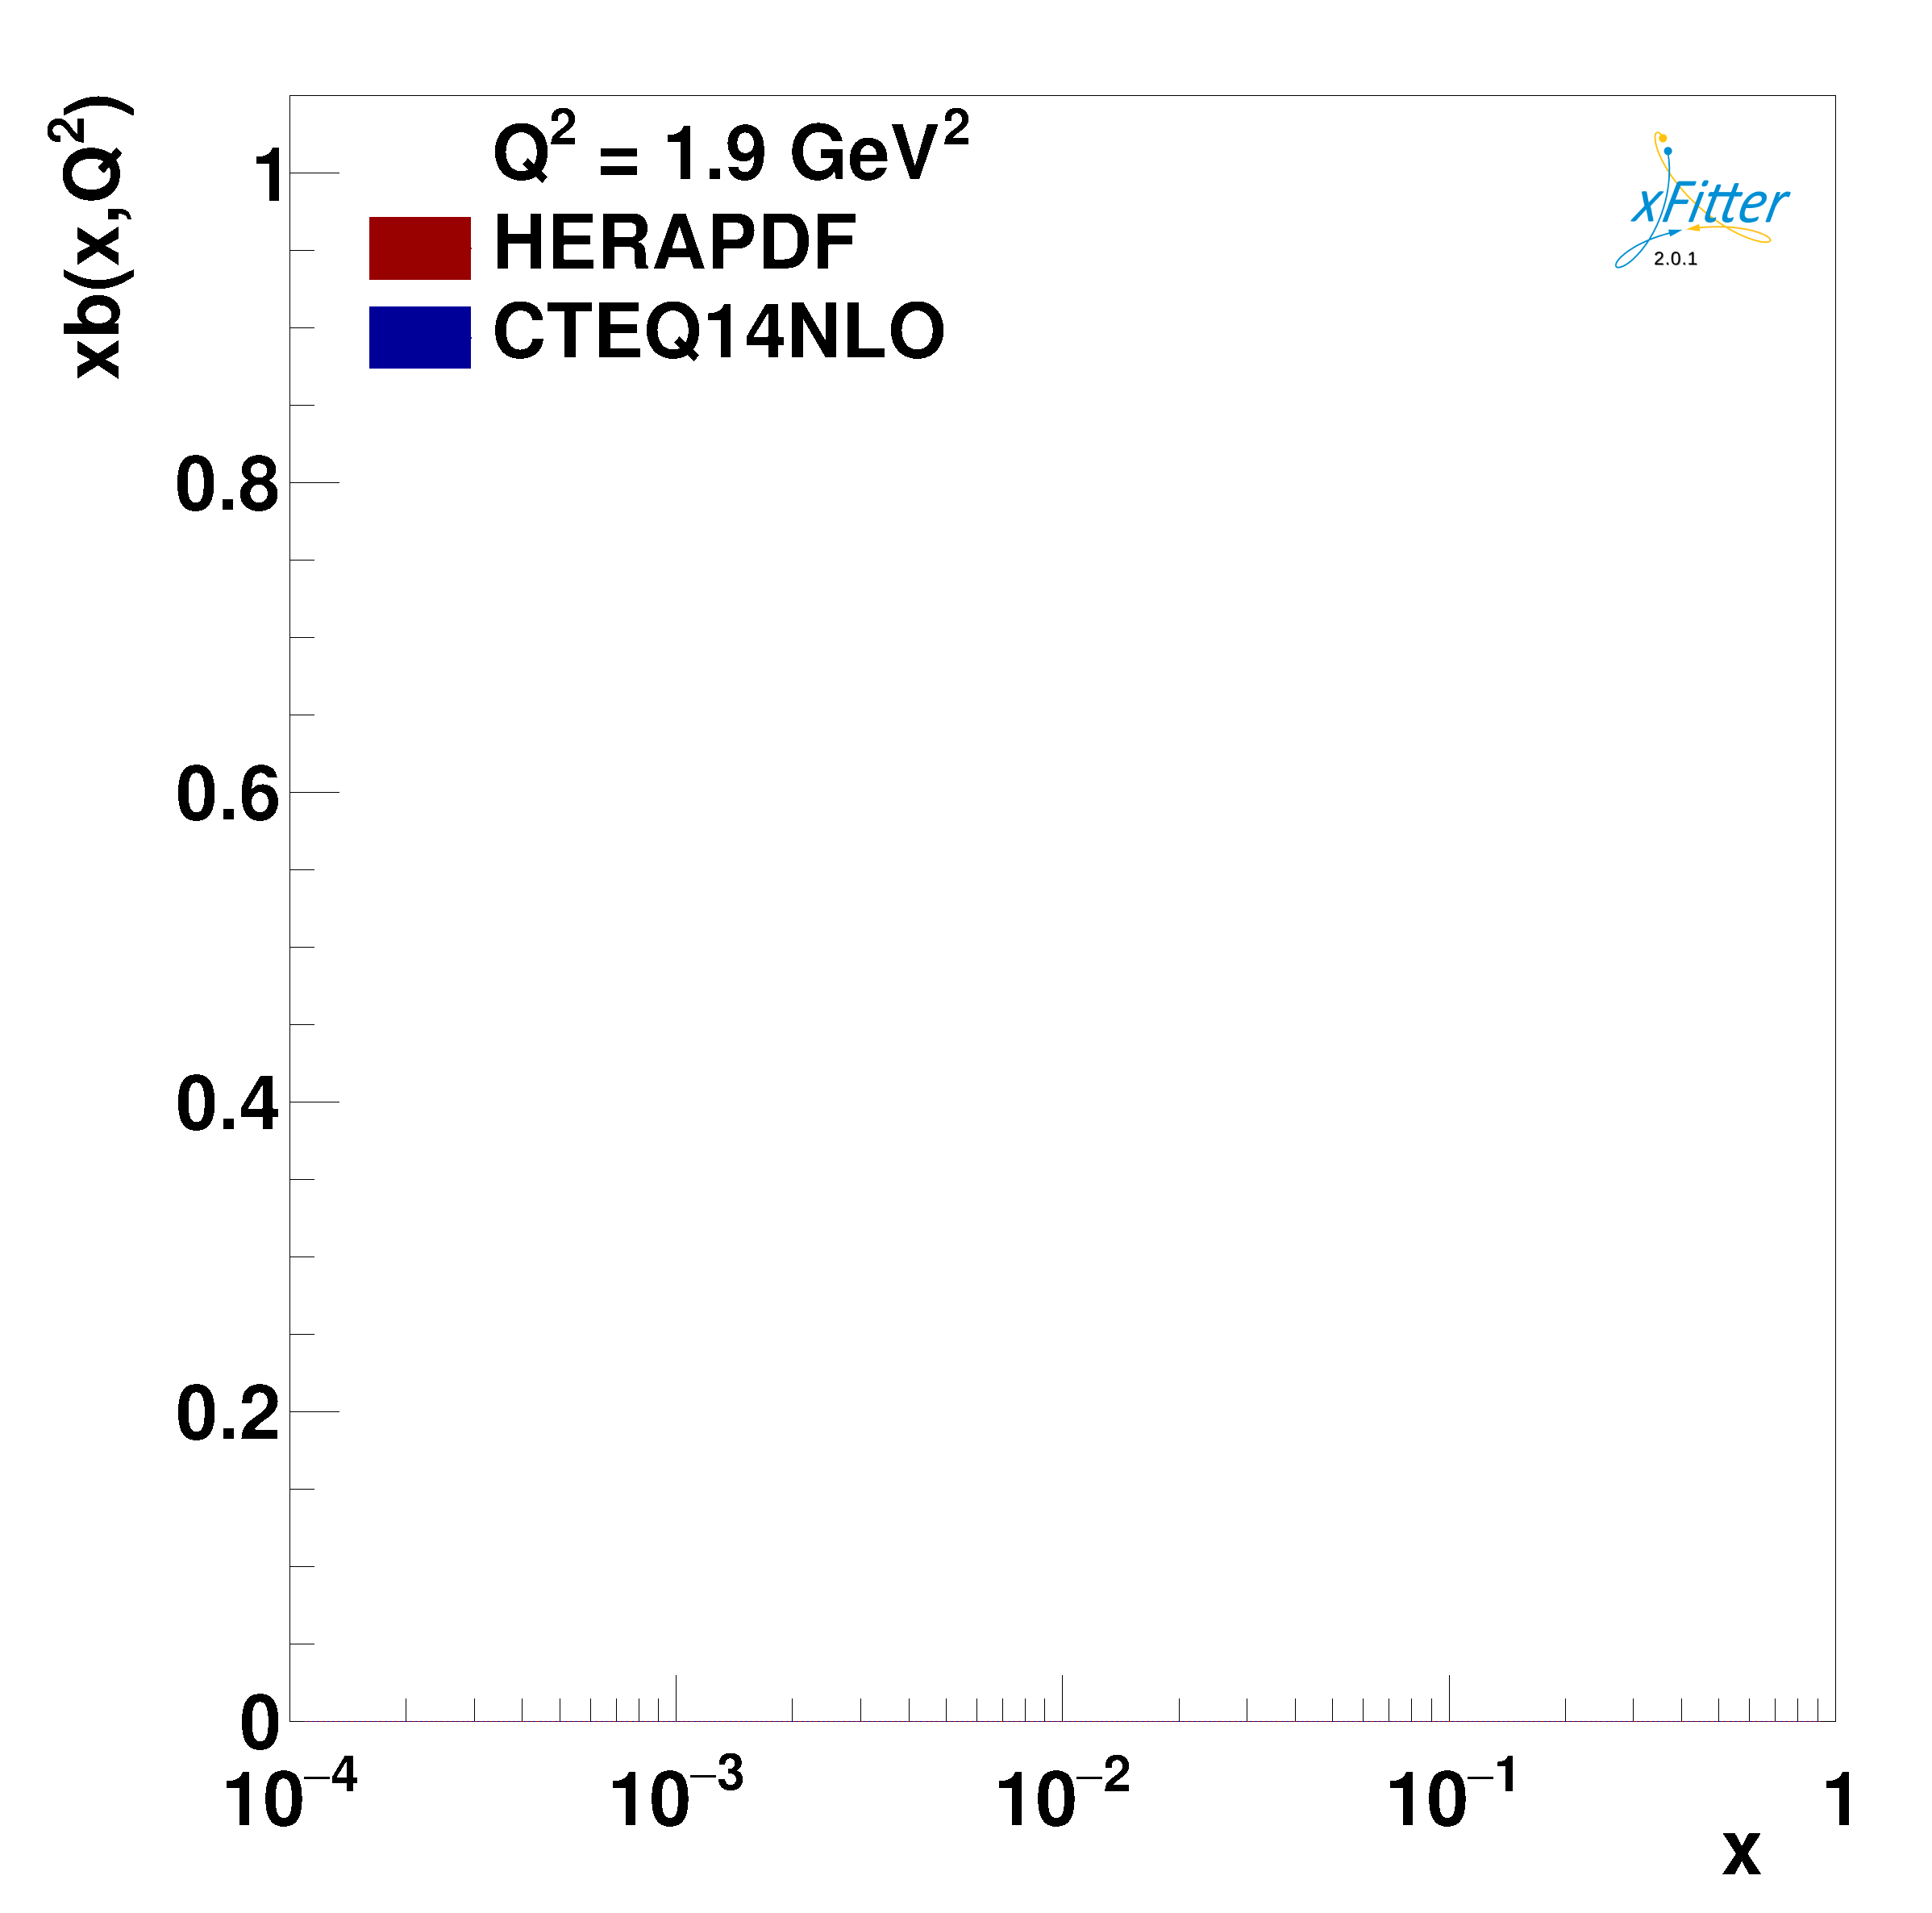 xb(x,Q²)
Q² = 1.9 GeV²
HERAPDF
CTEQ14NLO
xFitter
2.0.1
1
0.8
0.6
0.4
0.2
0
10⁻⁴ 10⁻³ 10⁻² 10⁻¹ 1
x